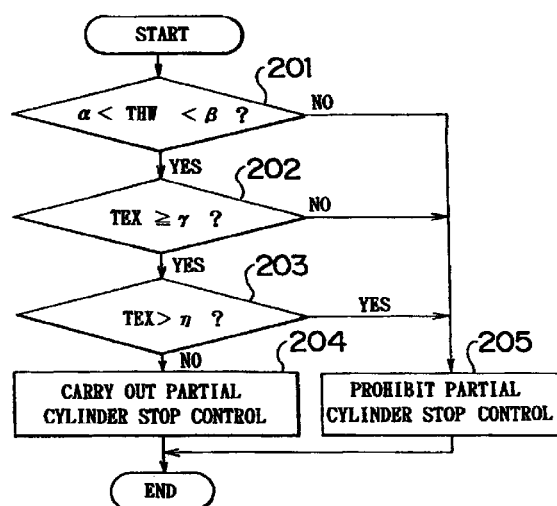 START
201
α < THW < β ?
NO
YES
202
TEX ≧ γ ?
NO
YES
203
TEX> η ?
YES
NO
204
205
CARRY OUT PARTIAL
CYLINDER STOP CONTROL
PROHIBIT PARTIAL
CYLINDER STOP CONTROL
END